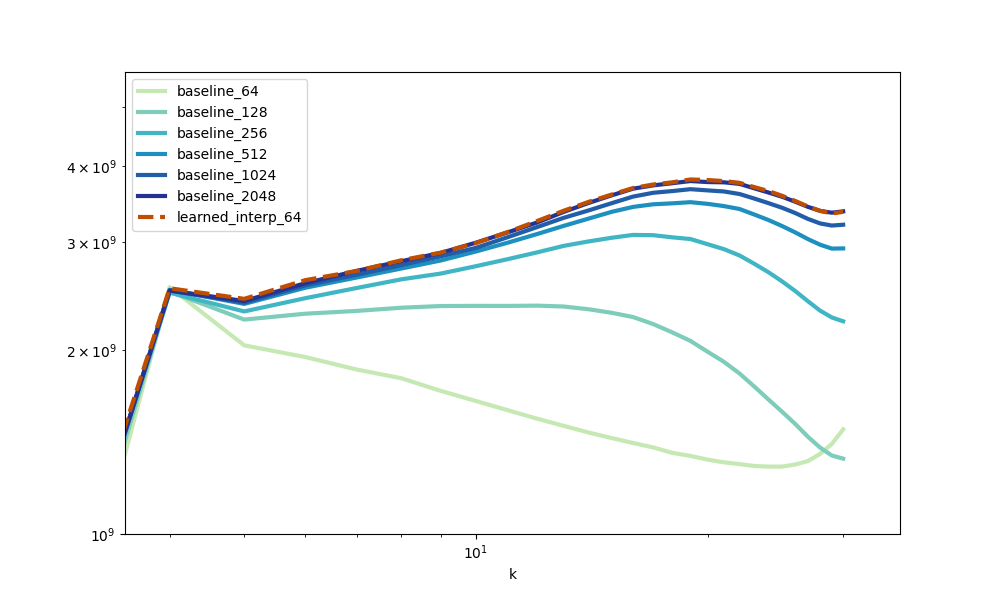 baseline_64
baseline_128
baseline_256
baseline_512
baseline_1024
baseline_2048
learned_interp_64
4 × 10⁹
3 × 10⁹
2 × 10⁹
10⁹
10¹
k